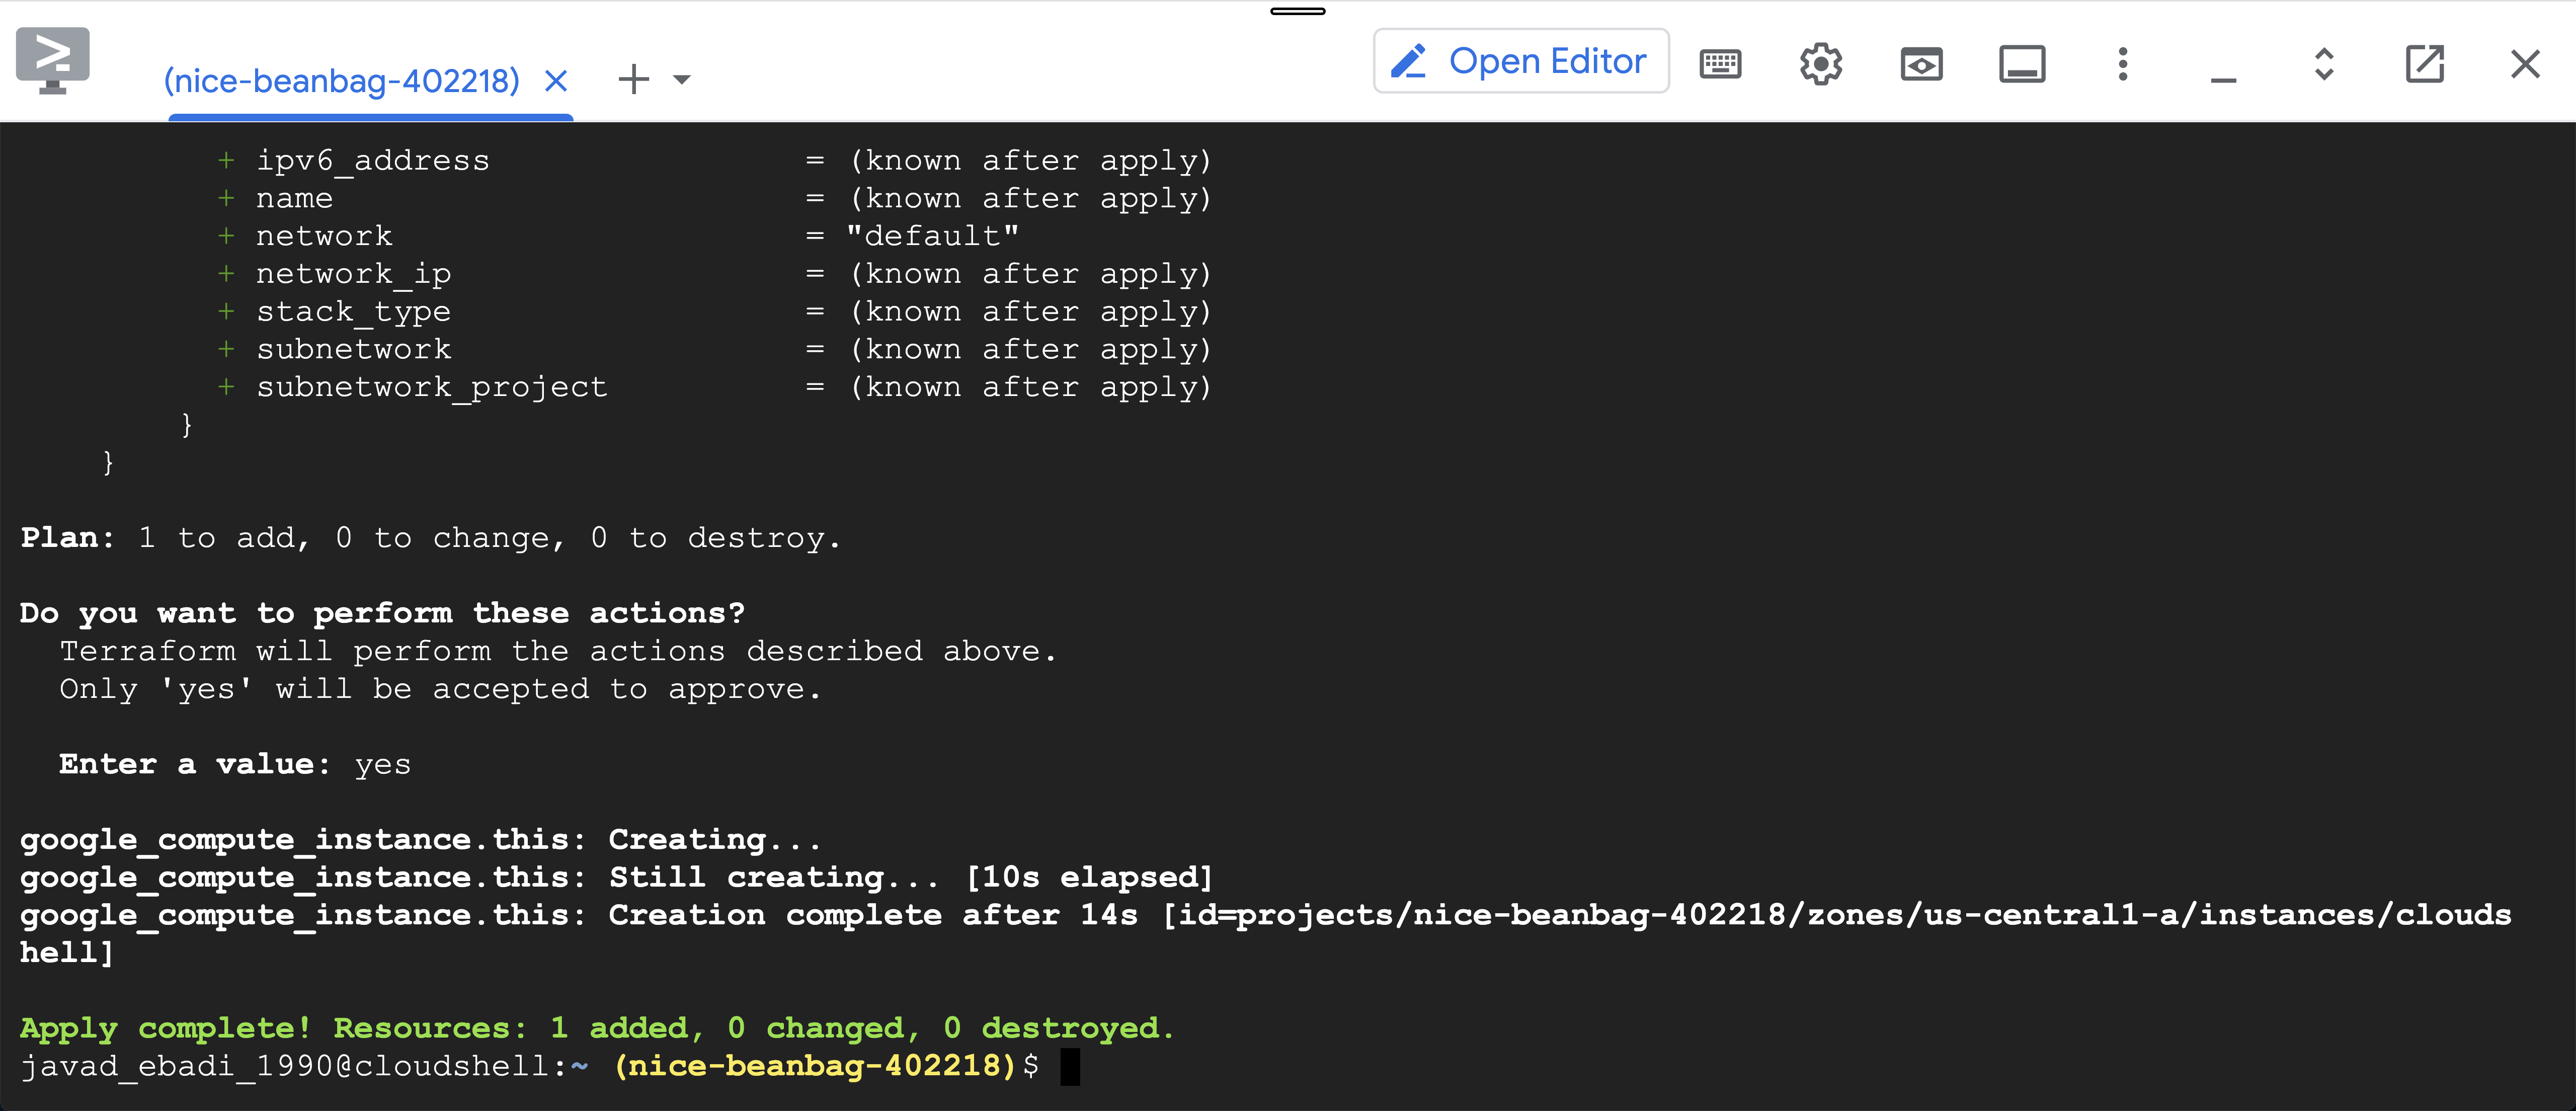 (nice-beanbag-402218)
Open Editor
+ ipv6_address = (known after apply)
+ name = (known after apply)
+ network = "default"
+ network_ip = (known after apply)
+ stack_type = (known after apply)
+ subnetwork = (known after apply)
+ subnetwork_project = (known after apply)
}
}
Plan: 1 to add, 0 to change, 0 to destroy.
Do you want to perform these actions?
Terraform will perform the actions described above.
Only 'yes' will be accepted to approve.
Enter a value: yes
google_compute_instance.this: Creating...
google_compute_instance.this: Still creating... [10s elapsed]
google_compute_instance.this: Creation complete after 14s [id=projects/nice-beanbag-402218/zones/us-central1-a/instances/clouds
hell]
Apply complete! Resources: 1 added, 0 changed, 0 destroyed.
javad_ebadi_1990@cloudshell:~ (nice-beanbag-402218)$